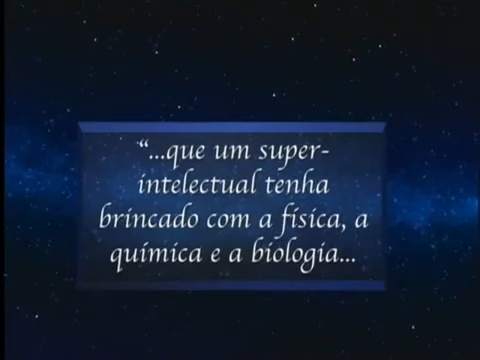 “...que um super-
intelectual tenha
brincado com a física, a
química e a biologia...